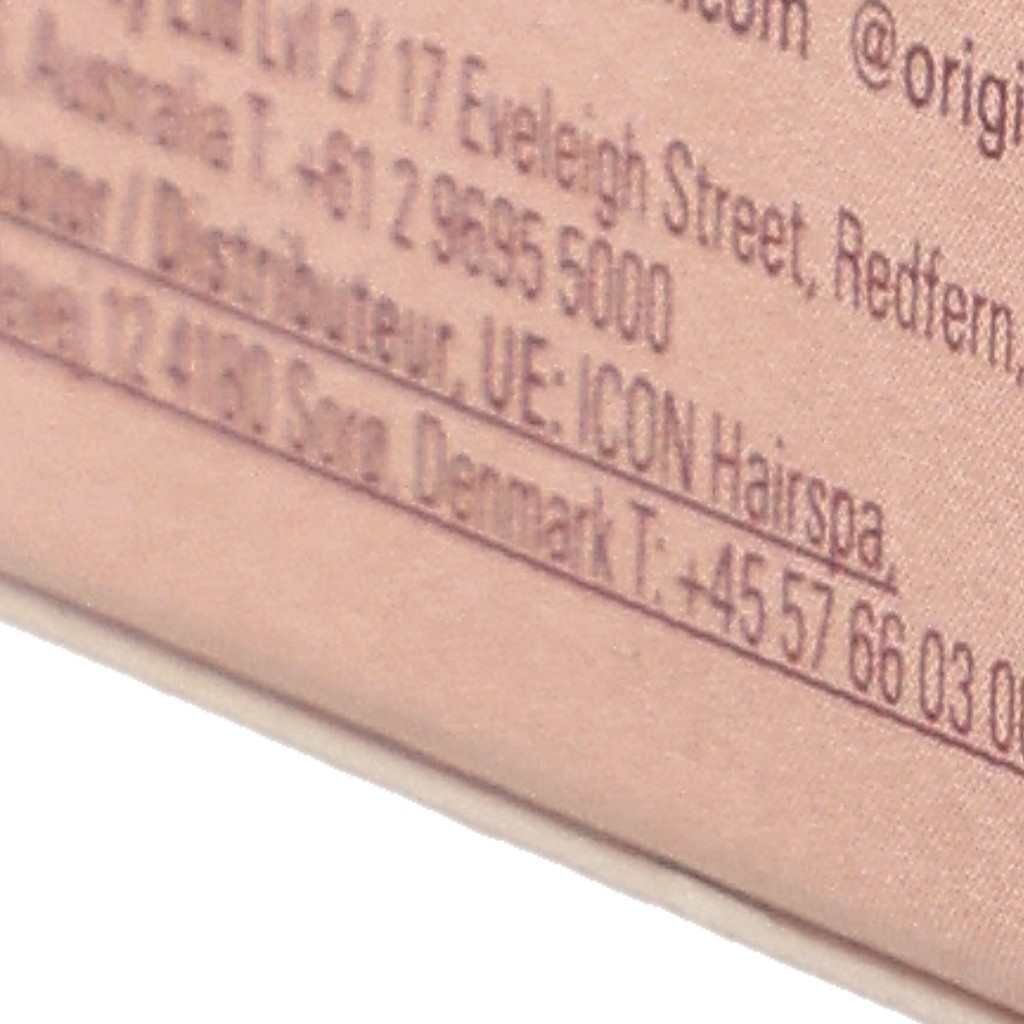 .com @origi
Ltd Lvl 2/ 17 Eveleigh Street, Redfern,
Australia T: +61 2 9695 5000
/ Distributeur, UE: ICON Hairspa,
12 4180 Soro, Denmark T: +45 57 66 03 0